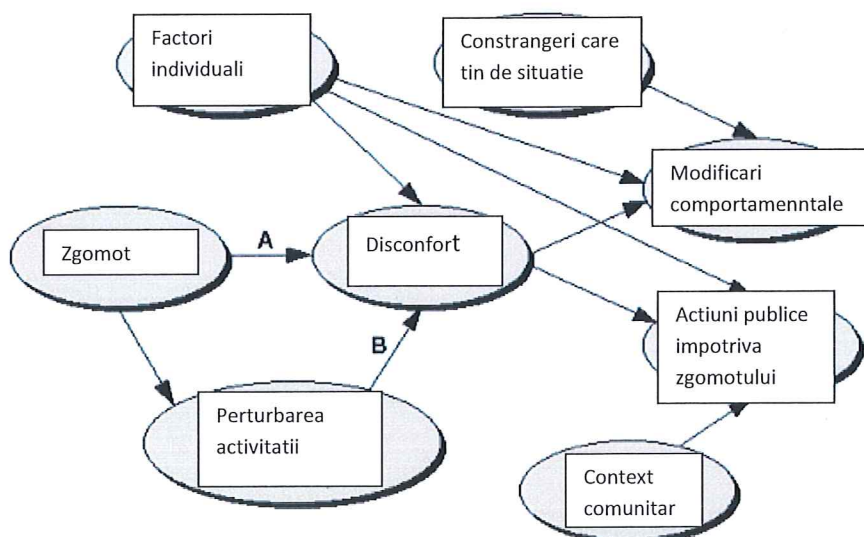 Factori
individuali
Constrangeri care
tin de situatie
Modificari
comportamenntale
A
Zgomot
Disconfort
B
Actiuni publice
impotriva
zgomotului
Perturbarea
activitatii
Context
comunitar